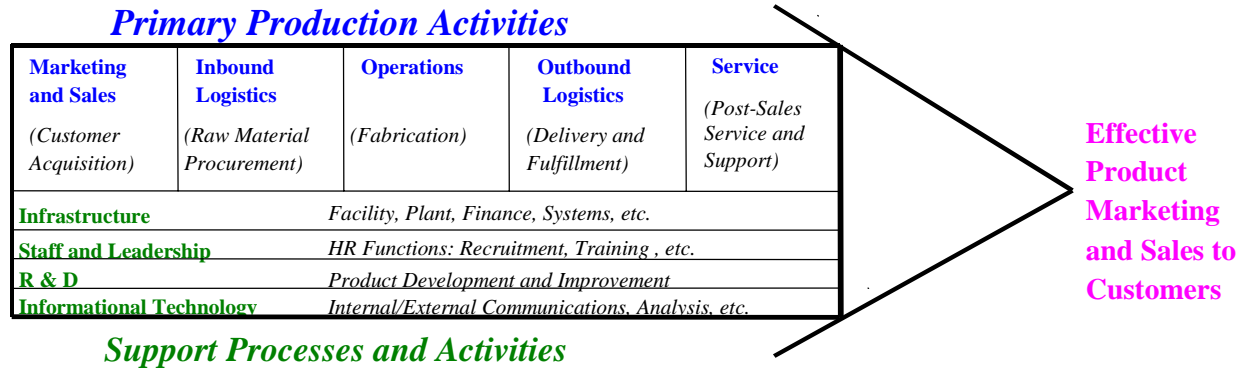 Primary Production Activities
Marketing
and Sales
(Customer
Acquisition)
Inbound
Logistics
(Raw Material
Procurement)
Operations
(Fabrication)
Outbound
Logistics
(Delivery and
Fulfillment)
Service
(Post-Sales
Service and
Support)
Infrastructure Facility, Plant, Finance, Systems, etc.
Staff and Leadership HR Functions: Recruitment, Training , etc.
R & D Product Development and Improvement
Informational Technology Internal/External Communications, Analysis, etc.
Support Processes and Activities
Effective
Product
Marketing
and Sales to
Customers